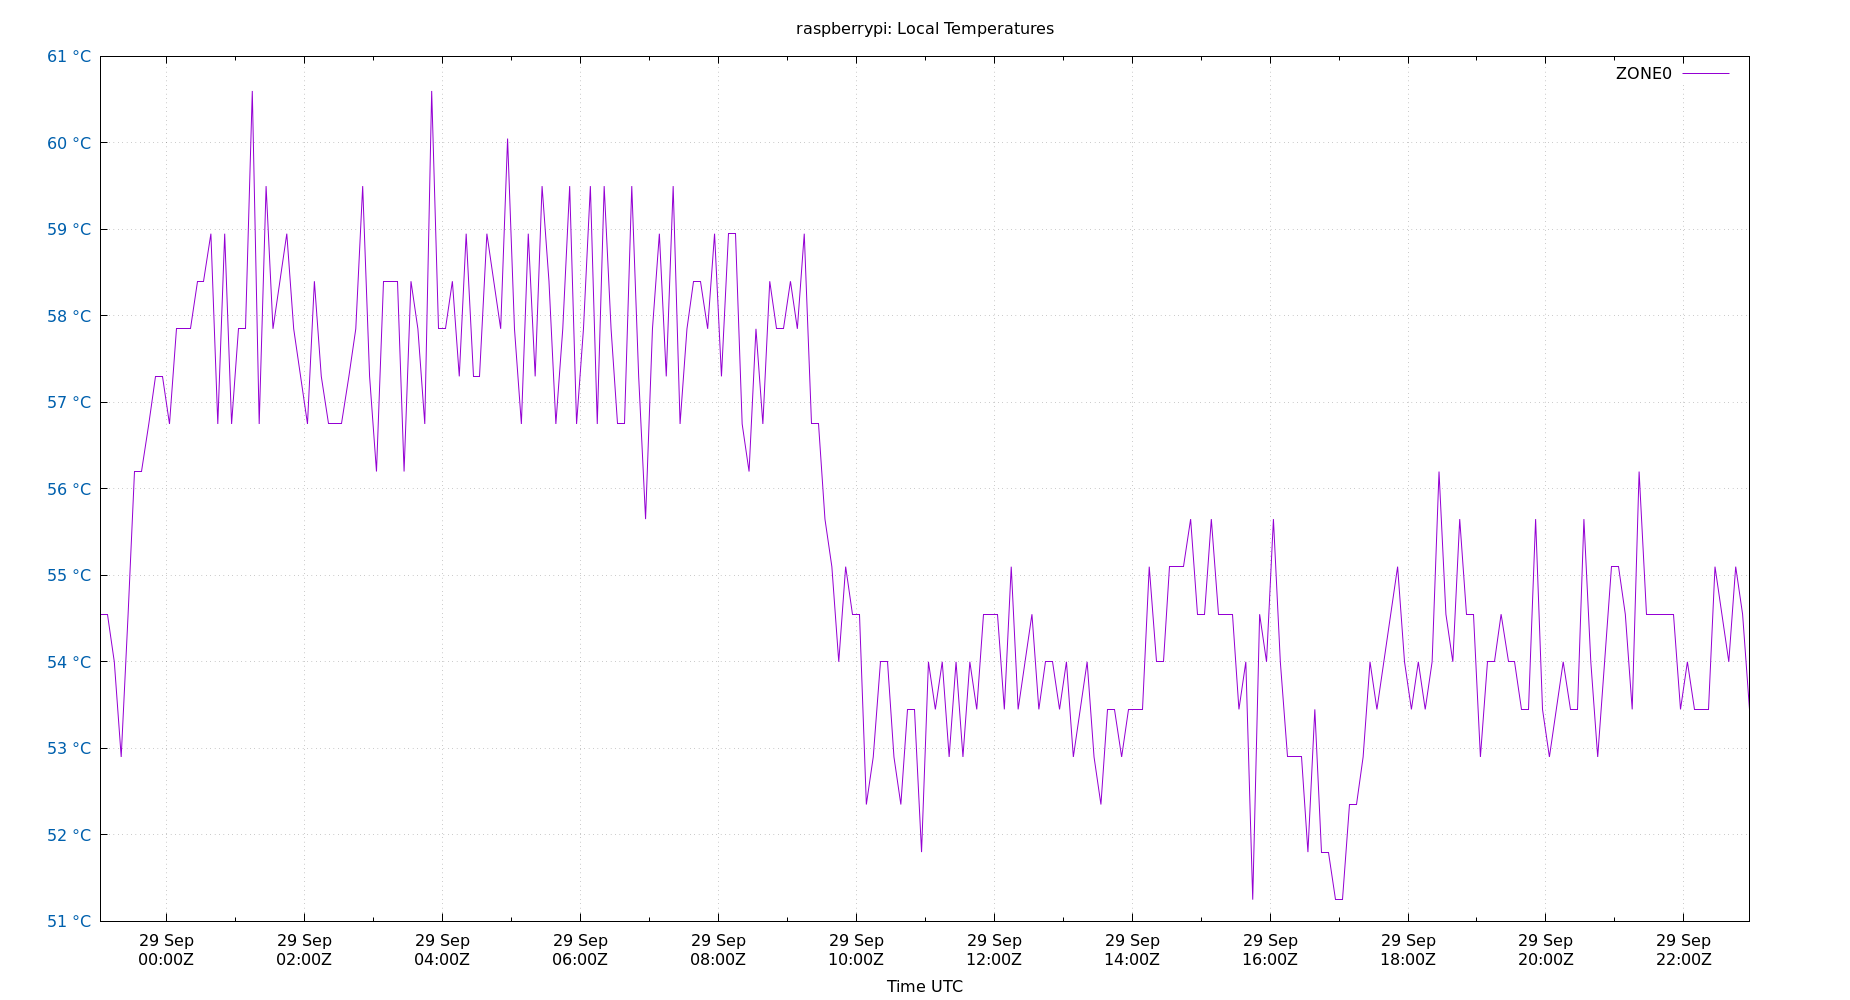 raspberrypi: Local Temperatures
61 °C
ZONE0
60 °C
59 °C
58 °C
57 °C
56 °C
55 °C
54 °C
53 °C
52 °C
51 °C
29 Sep 29 Sep 29 Sep 29 Sep 29 Sep 29 Sep 29 Sep 29 Sep 29 Sep 29 Sep 29 Sep 29 Sep
00:00Z 02:00Z 04:00Z 06:00Z 08:00Z 10:00Z 12:00Z 14:00Z 16:00Z 18:00Z 20:00Z 22:00Z
Time UTC